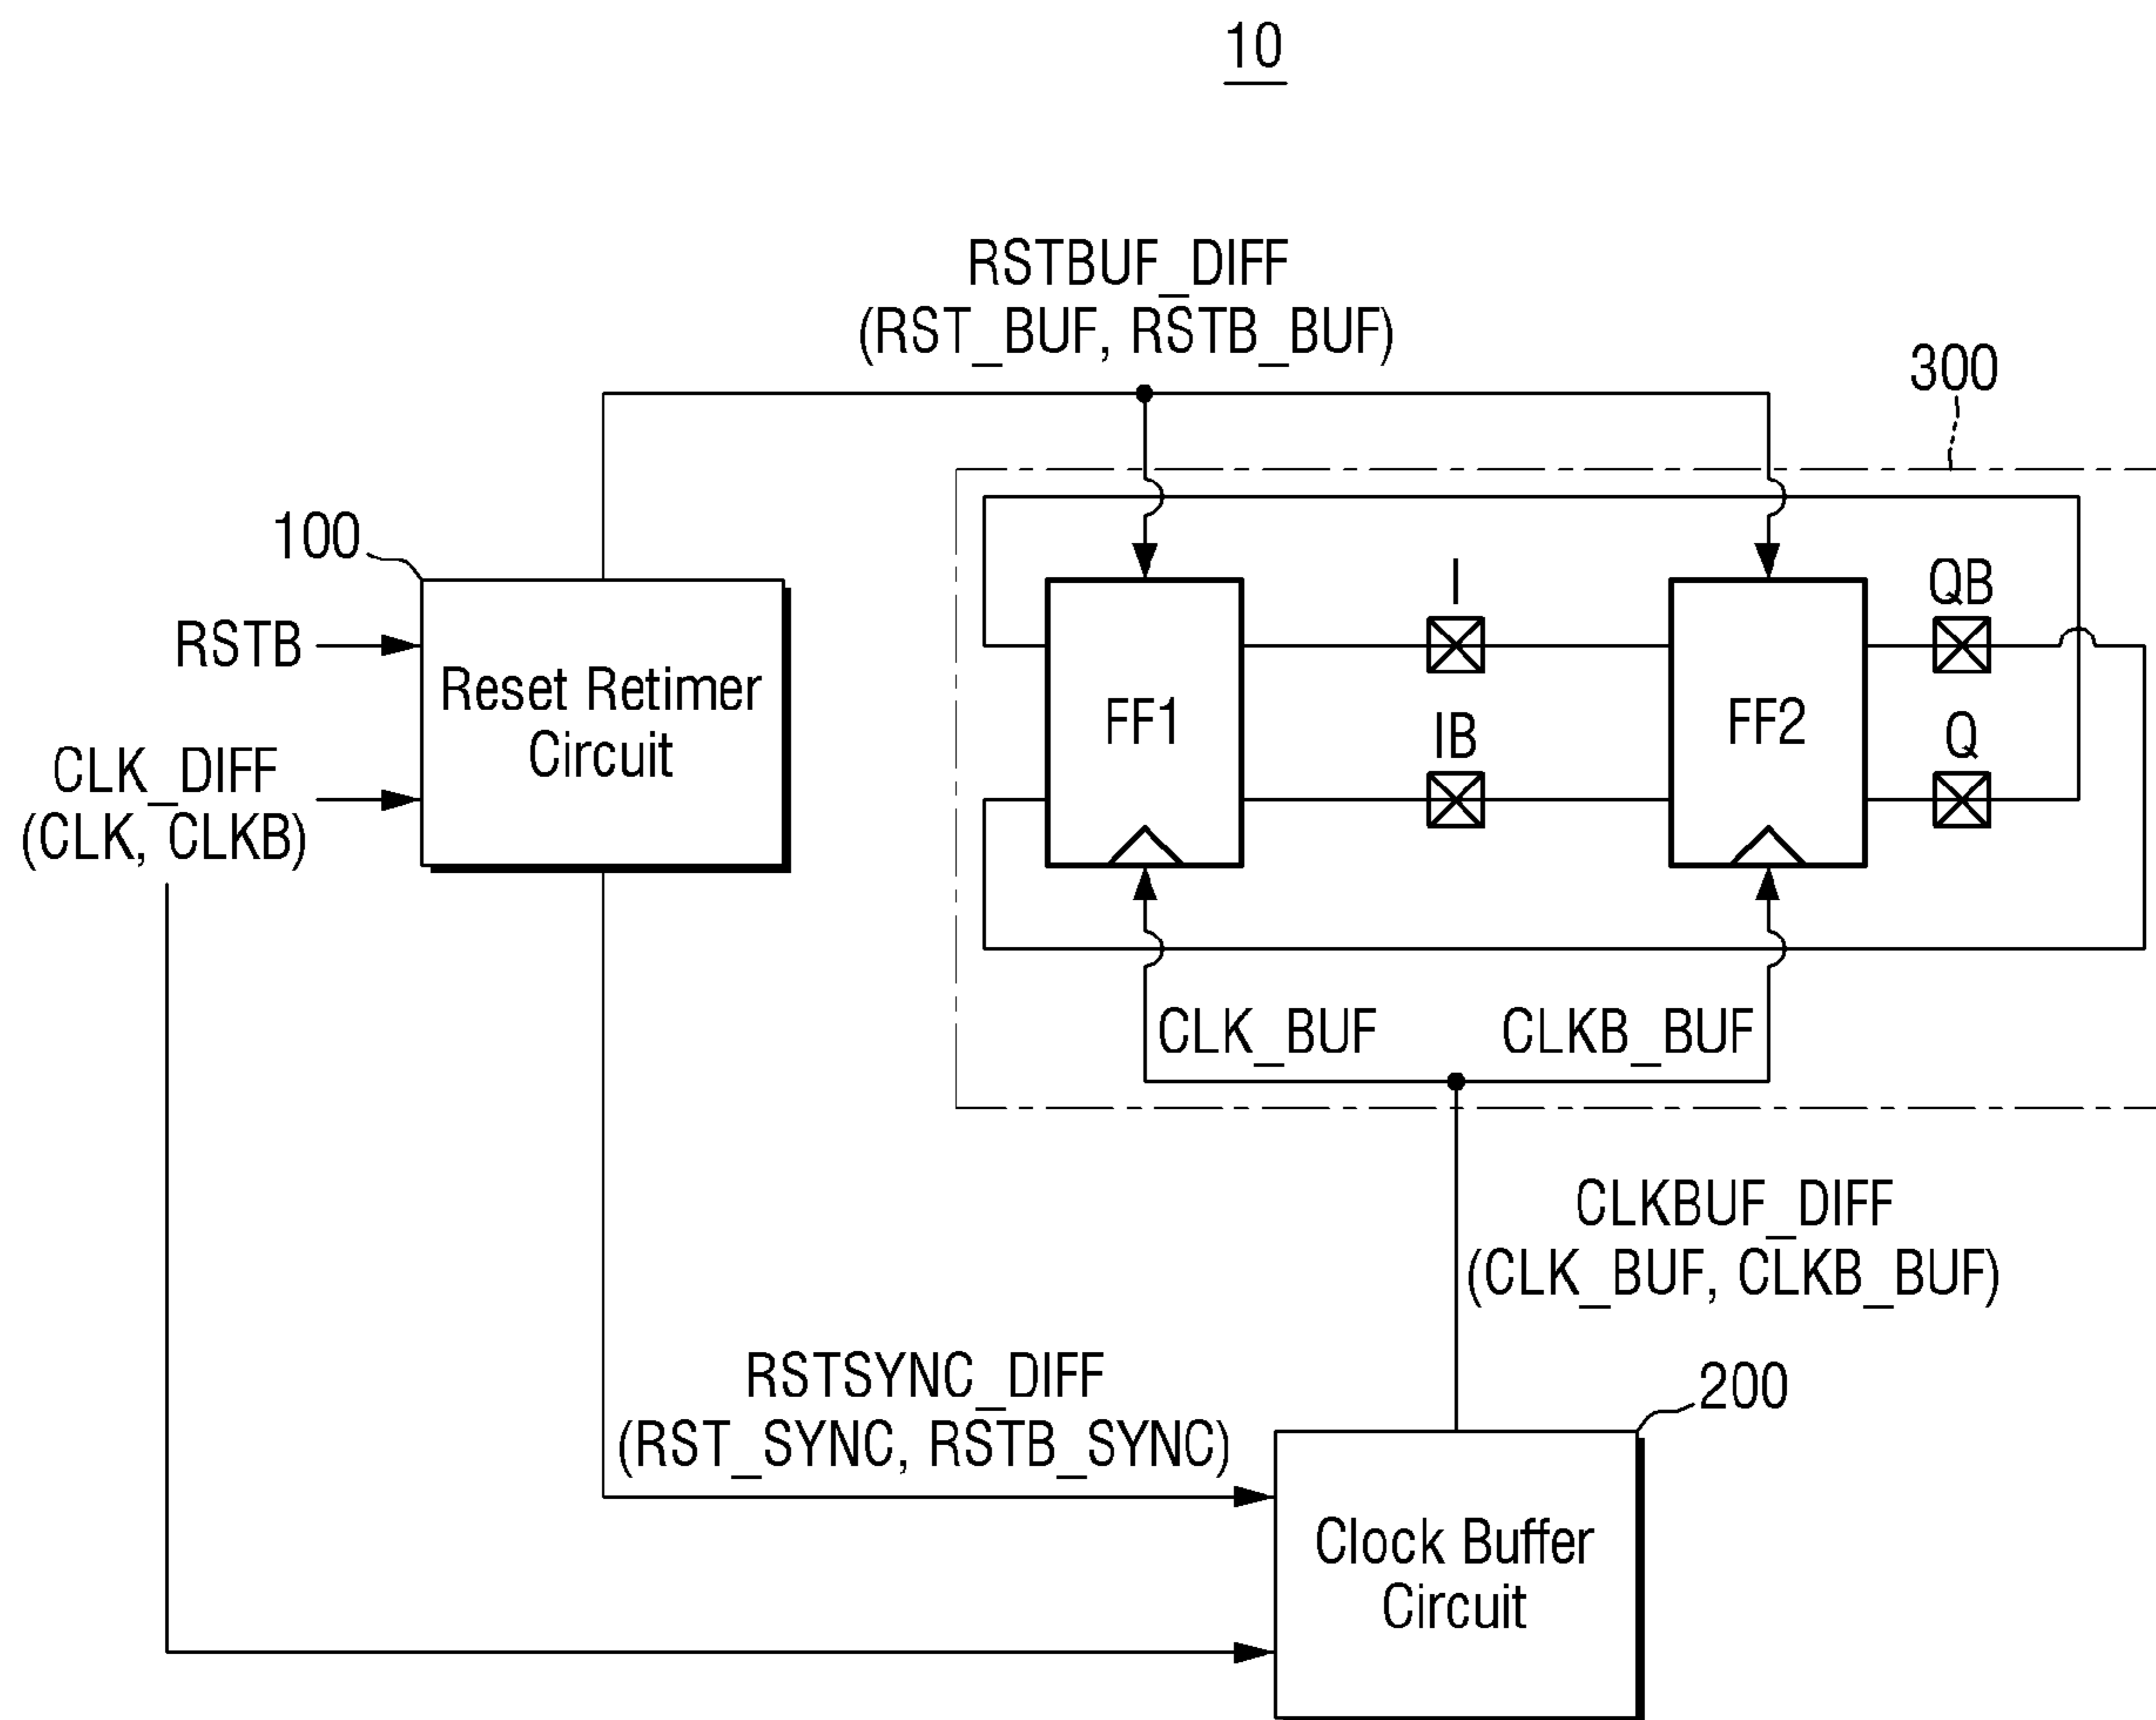 10
RSTBUF_DIFF
(RST_BUF, RSTB_BUF)
300
100
RSTB
Reset Retimer
Circuit
CLK_DIFF
(CLK, CLKB)
I
QB
FF1
IB
FF2
Q
CLK_BUF
CLKB_BUF
CLKBUF_DIFF
(CLK_BUF, CLKB_BUF)
RSTSYNC_DIFF
(RST_SYNC, RSTB_SYNC)
200
Clock Buffer
Circuit